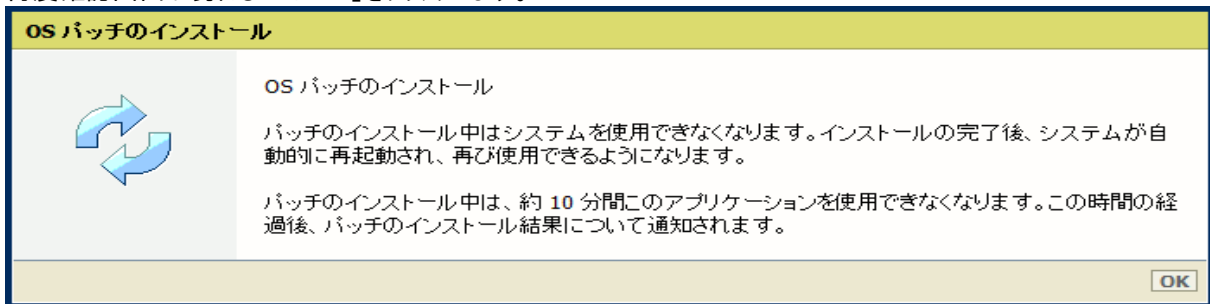 OS パッチのインストール
OS パッチのインストール
パッチのインストール中はシステムを使用できなくなります。インストールの完了後、システムが自
動的に再起動され、再び使用できるようになります。
パッチのインストール中は、約 10 分間このアプリケーションを使用できなくなります。この時間の経
過後、パッチのインストール結果について通知されます。
OK